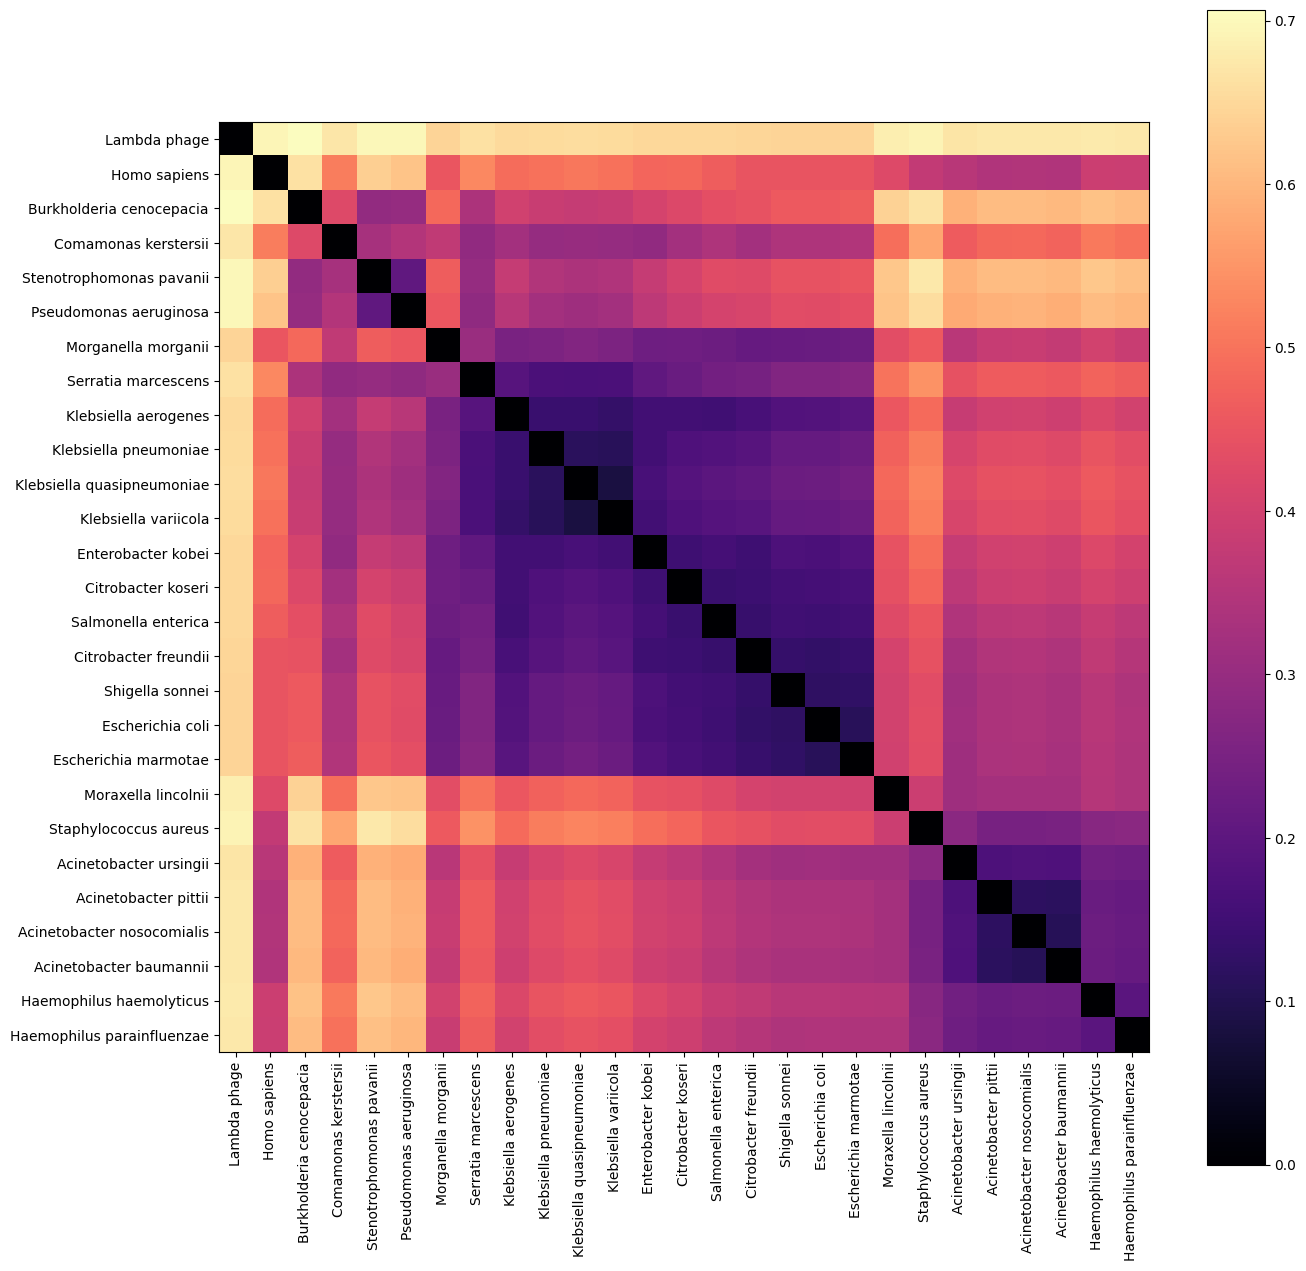 Lambda phage
Homo sapiens
Burkholderia cenocepacia
Comamonas kerstersii
Stenotrophomonas pavanii
Pseudomonas aeruginosa
Morganella morganii
Serratia marcescens
Klebsiella aerogenes
Klebsiella pneumoniae
Klebsiella quasipneumoniae
Klebsiella variicola
Enterobacter kobei
Citrobacter koseri
Salmonella enterica
Citrobacter freundii
Shigella sonnei
Escherichia coli
Escherichia marmotae
Moraxella lincolnii
Staphylococcus aureus
Acinetobacter ursingii
Acinetobacter pittii
Acinetobacter nosocomialis
Acinetobacter baumannii
Haemophilus haemolyticus
Haemophilus parainfluenzae
Lambda phage
Homo sapiens
Burkholderia cenocepacia
Comamonas kerstersii
Stenotrophomonas pavanii
Pseudomonas aeruginosa
Morganella morganii
Serratia marcescens
Klebsiella aerogenes
Klebsiella pneumoniae
Klebsiella quasipneumoniae
Klebsiella variicola
Enterobacter kobei
Citrobacter koseri
Salmonella enterica
Citrobacter freundii
Shigella sonnei
Escherichia coli
Escherichia marmotae
Moraxella lincolnii
Staphylococcus aureus
Acinetobacter ursingii
Acinetobacter pittii
Acinetobacter nosocomialis
Acinetobacter baumannii
Haemophilus haemolyticus
Haemophilus parainfluenzae
0.7
0.6
0.5
0.4
0.3
0.2
0.1
0.0